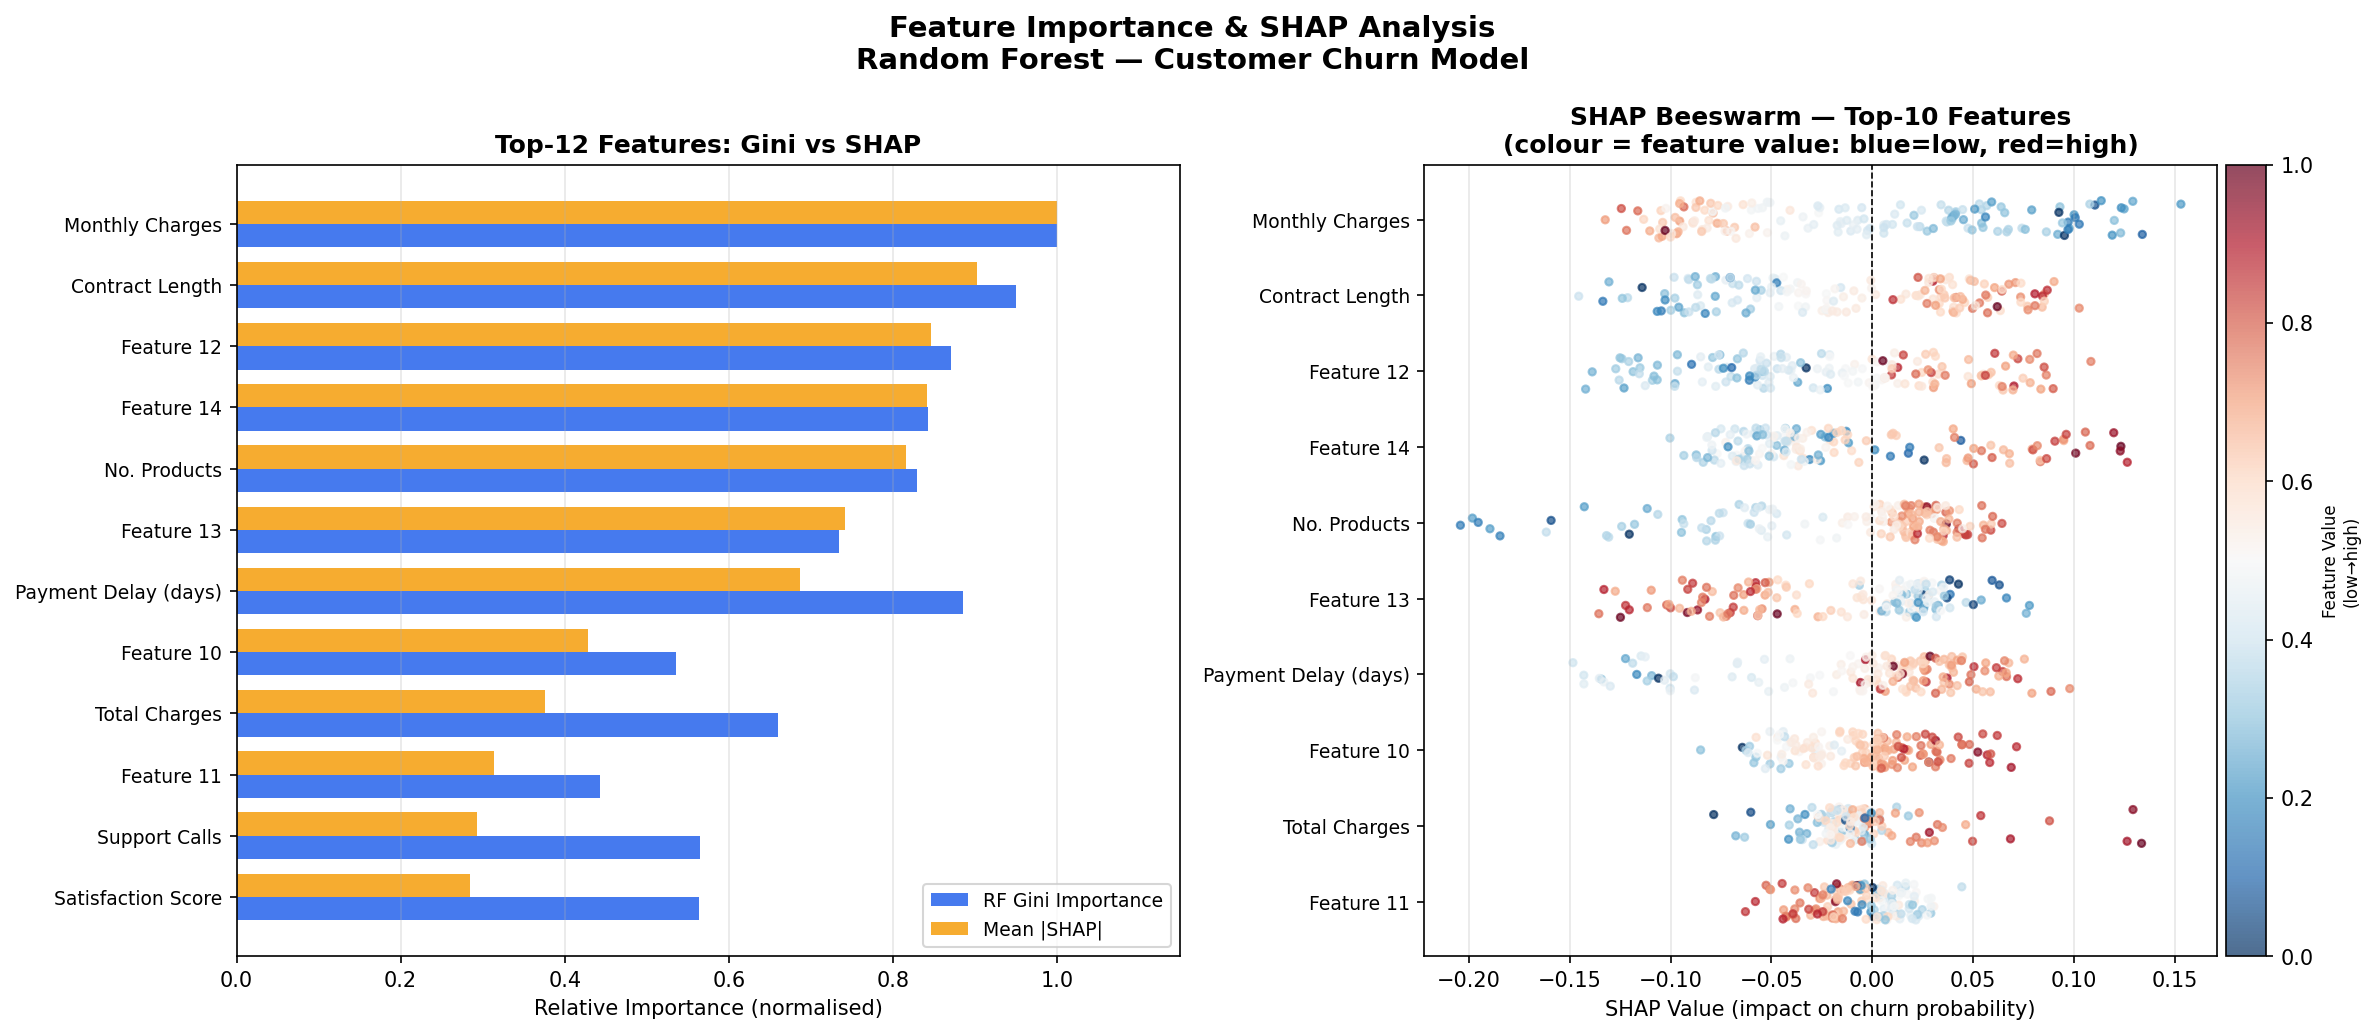 Feature Importance & SHAP Analysis
Random Forest — Customer Churn Model
Top-12 Features: Gini vs SHAP
Monthly Charges
Contract Length
Feature 12
Feature 14
No. Products
Feature 13
Payment Delay (days)
Feature 10
Total Charges
Feature 11
Support Calls
Satisfaction Score
RF Gini Importance
Mean |SHAP|
0.0 0.2 0.4 0.6 0.8 1.0
Relative Importance (normalised)
SHAP Beeswarm — Top-10 Features
(colour = feature value: blue=low, red=high)
Monthly Charges
Contract Length
Feature 12
Feature 14
No. Products
Feature 13
Payment Delay (days)
Feature 10
Total Charges
Feature 11
−0.20 −0.15 −0.10 −0.05 0.00 0.05 0.10 0.15
SHAP Value (impact on churn probability)
1.0
0.8
0.6
0.4
0.2
0.0
Feature Value
(low→high)